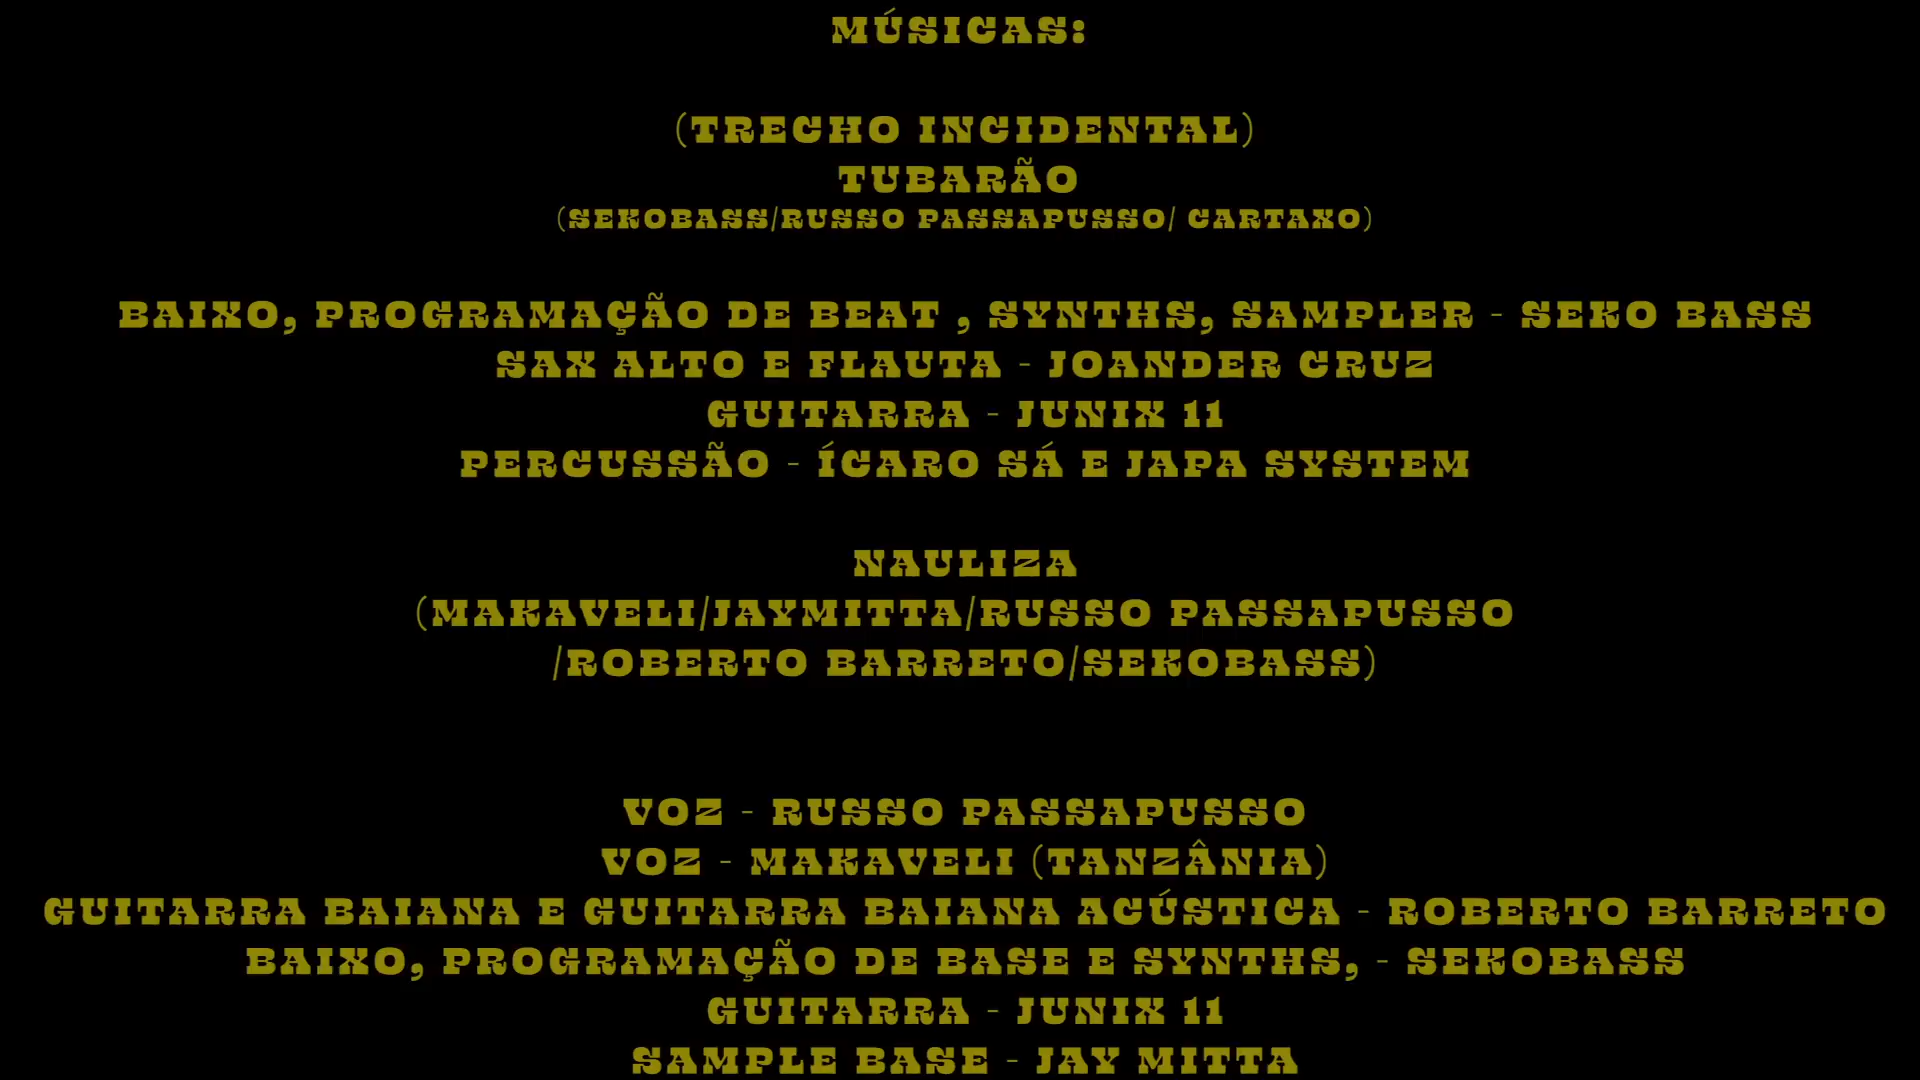 MÚSICAS:
(TRECHO INCIDENTAL)
TUBARÃO
(SEKOBASS/RUSSO PASSAPUSSO/ CARTAXO)
BAIXO, PROGRAMAÇÃO DE BEAT , SYNTHS, SAMPLER - SEKO BASS
SAX ALTO E FLAUTA - JOANDER CRUZ
GUITARRA - JUNIX 11
PERCUSSÃO - ÍCARO SÁ E JAPA SYSTEM
NAULIZA
(MAKAVELI/JAYMITTA/RUSSO PASSAPUSSO
/ROBERTO BARRETO/SEKOBASS)
VOZ - RUSSO PASSAPUSSO
VOZ - MAKAVELI (TANZÂNIA)
GUITARRA BAIANA E GUITARRA BAIANA ACÚSTICA - ROBERTO BARRETO
BAIXO, PROGRAMAÇÃO DE BASE E SYNTHS, - SEKOBASS
GUITARRA - JUNIX 11
SAMPLE BASE - JAY MITTA